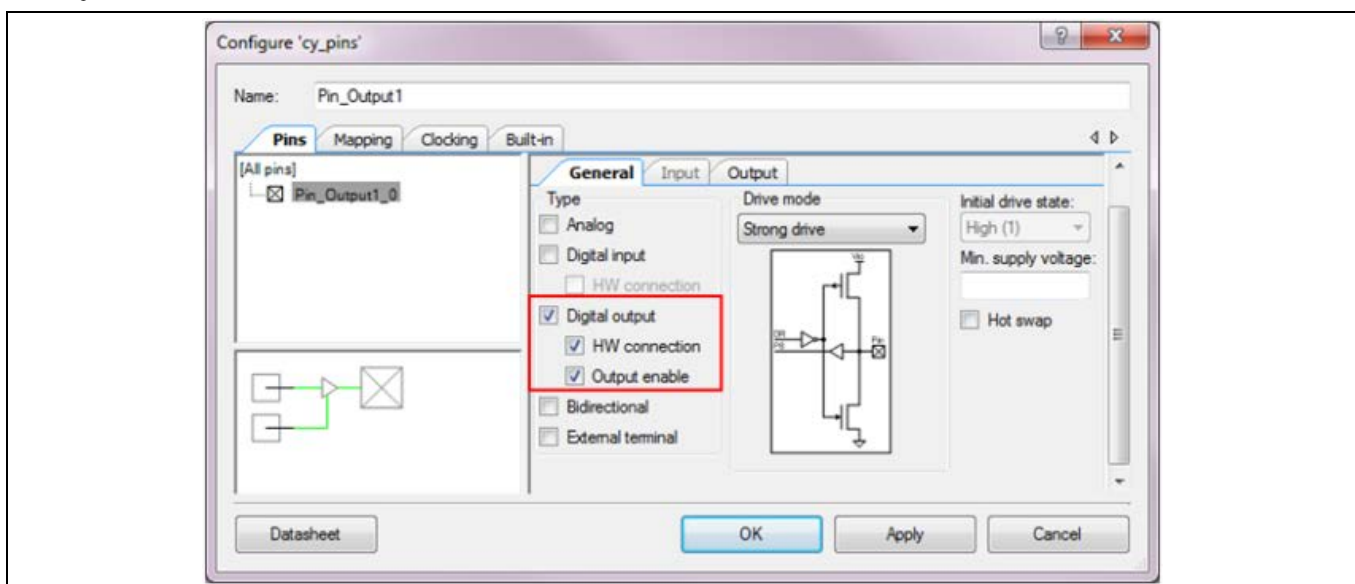 Configure 'cy_pins'
Name: Pin_Output1
Pins Mapping Clocking Built-in
[All pins]
Pin_Output1_0
General Input Output
Type
Analog
Digital input
HW connection
Digital output
HW connection
Output enable
Bidirectional
External terminal
Drive mode
Strong drive
Initial drive state:
High (1)
Min. supply voltage:
Hot swap
Datasheet OK Apply Cancel